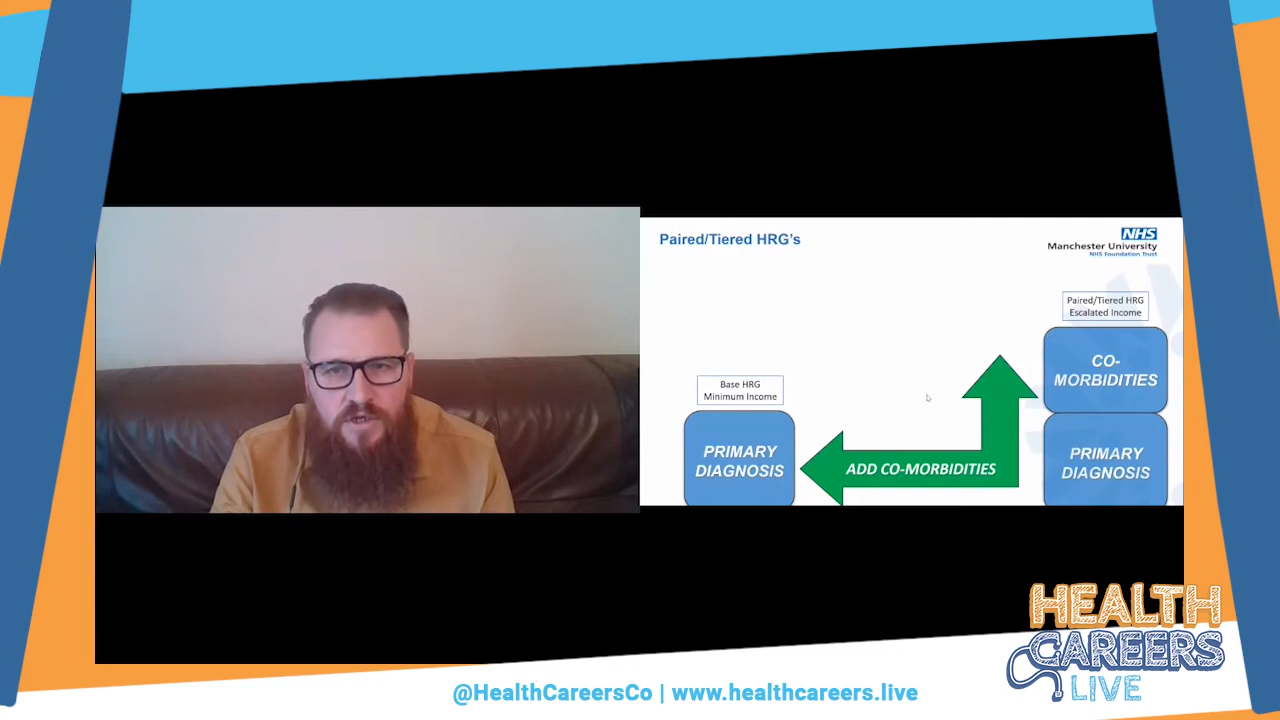 Paired/Tiered HRG's
NHS
Manchester University
NHS Foundation Trust
Paired/Tiered HRG
Escalated Income
CO-
MORBIDITIES
Base HRG
Minimum Income
PRIMARY
DIAGNOSIS
ADD CO-MORBIDITIES
PRIMARY
DIAGNOSIS
HEALTH
CAREERS
LIVE
@HealthCareersCo | www.healthcareers.live